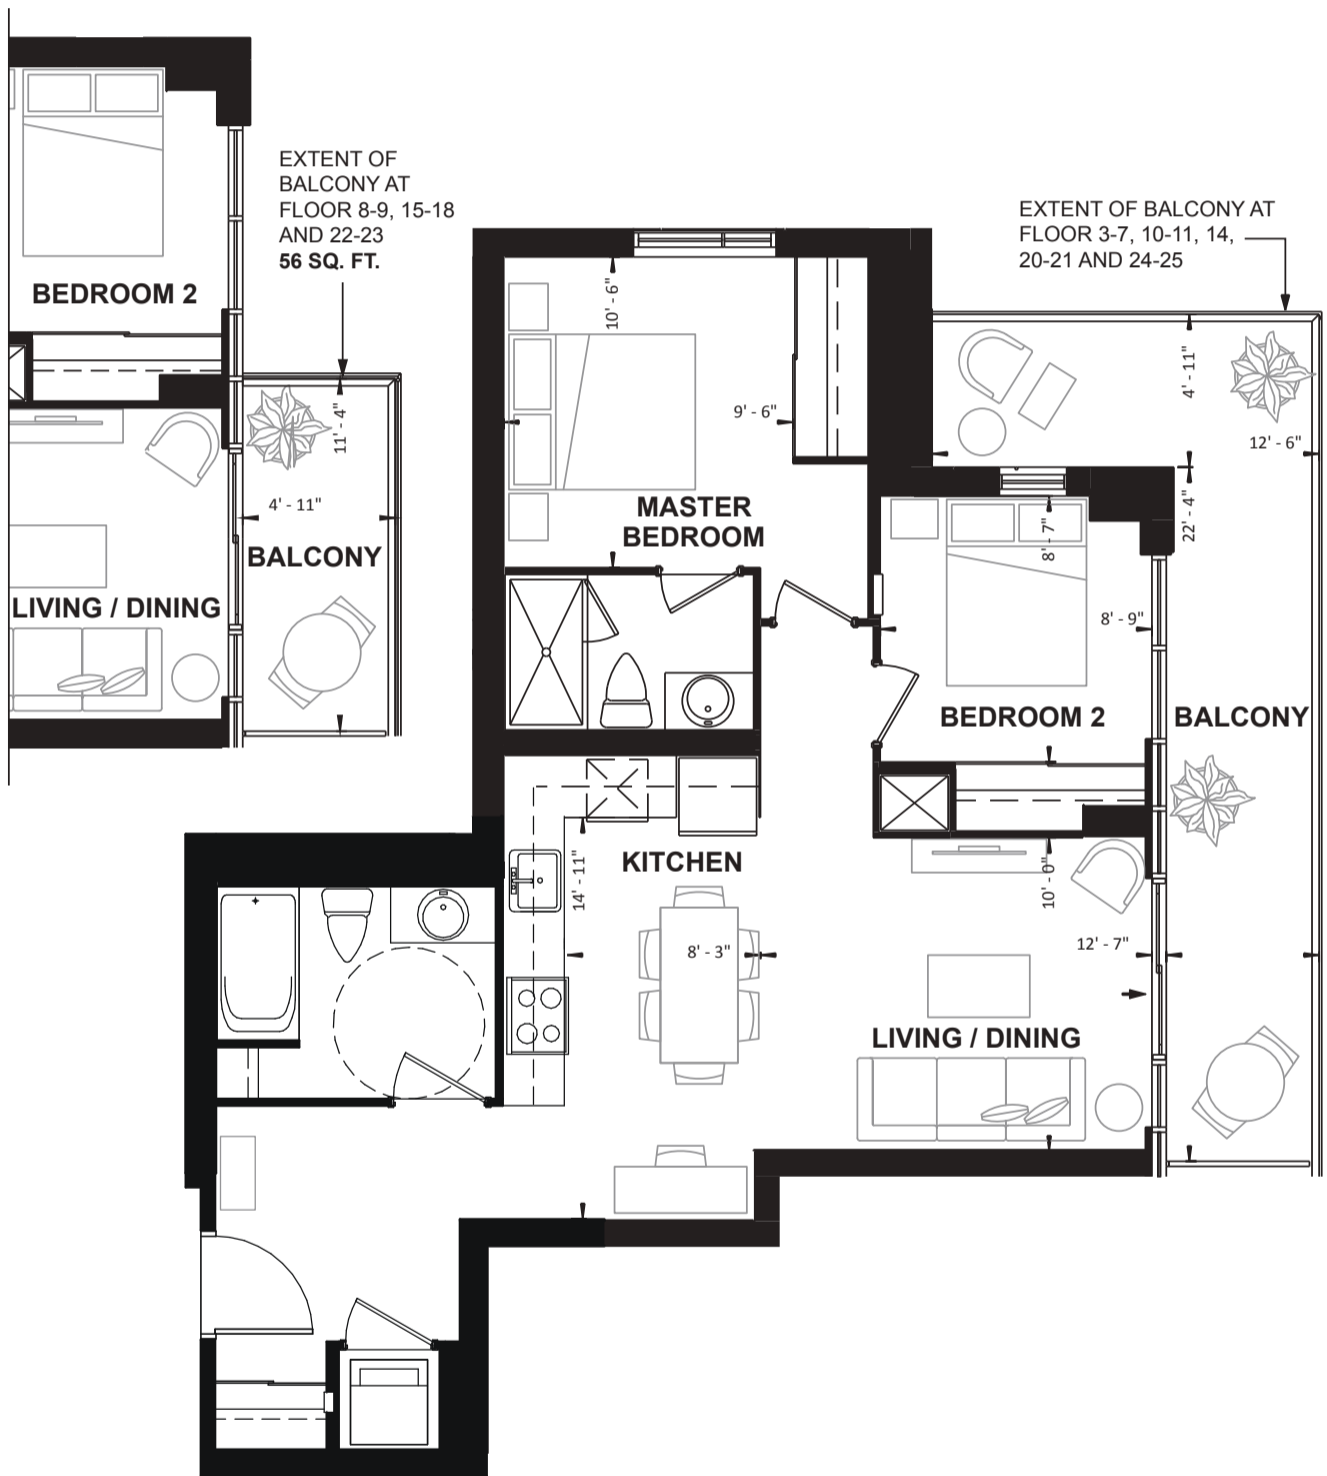 EXTENT OF
BALCONY AT
FLOOR 8-9, 15-18
AND 22-23
56 SQ. FT.
BEDROOM 2
11' - 4"
4' - 11"
BALCONY
LIVING / DINING
EXTENT OF BALCONY AT
FLOOR 3-7, 10-11, 14,
20-21 AND 24-25
10' - 6"
9' - 6"
MASTER
BEDROOM
4' - 11"
12' - 6"
22' - 4"
8' - 7"
8' - 9"
BEDROOM 2
BALCONY
KITCHEN
14' - 11"
8' - 3"
10' - 0"
12' - 7"
LIVING / DINING